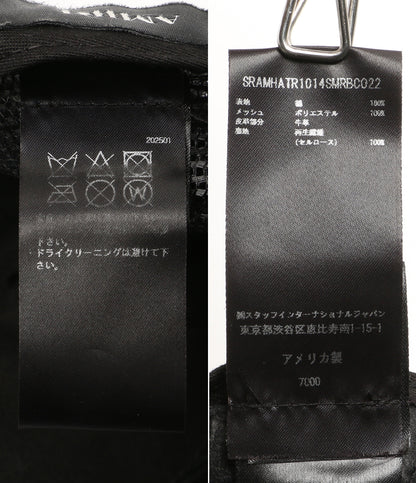 AMI
202501
下さい。
ドライクリーニングは避けて下
さい。
SRAMHATR1014SMRBC022
表地 綿 100%
メッシュ ポリエステル 100%
皮革部分 牛革
別地 再生繊維
(セルロース) 100%
㈱スタッフインターナショナルジャパン
東京都渋谷区恵比寿南1-15-1
アメリカ製
7000